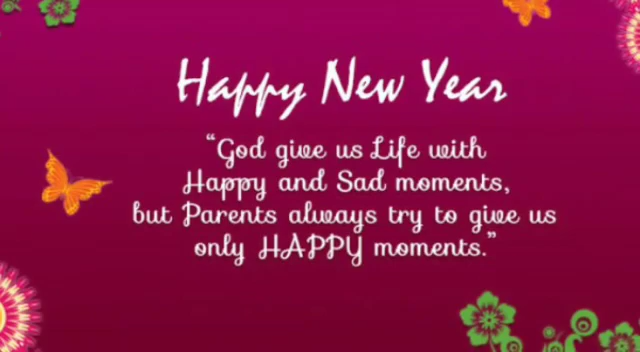 Happy New Year
“God give us Life with
Happy and Sad moments,
but Parents always try to give us
only HAPPY moments.”